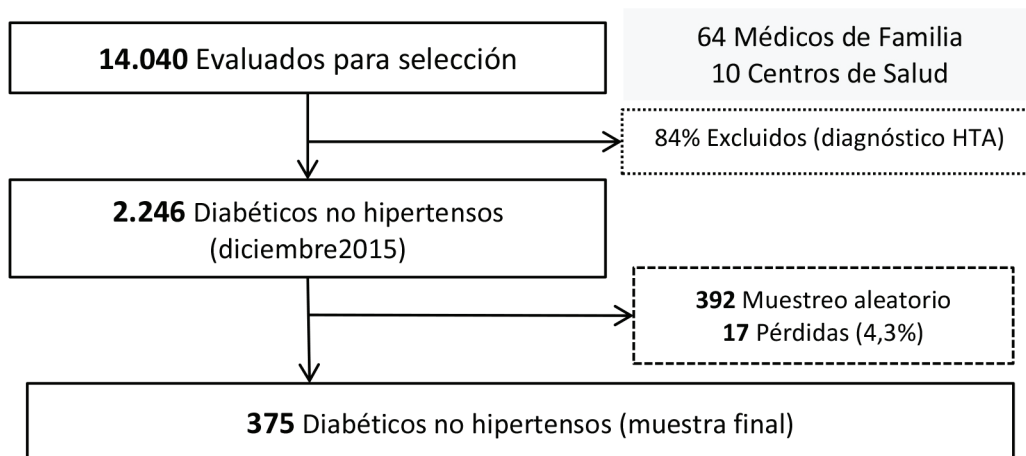 14.040 Evaluados para selección
64 Médicos de Familia
10 Centros de Salud
84% Excluidos (diagnóstico HTA)
2.246 Diabéticos no hipertensos
(diciembre2015)
392 Muestreo aleatorio
17 Pérdidas (4,3%)
375 Diabéticos no hipertensos (muestra final)